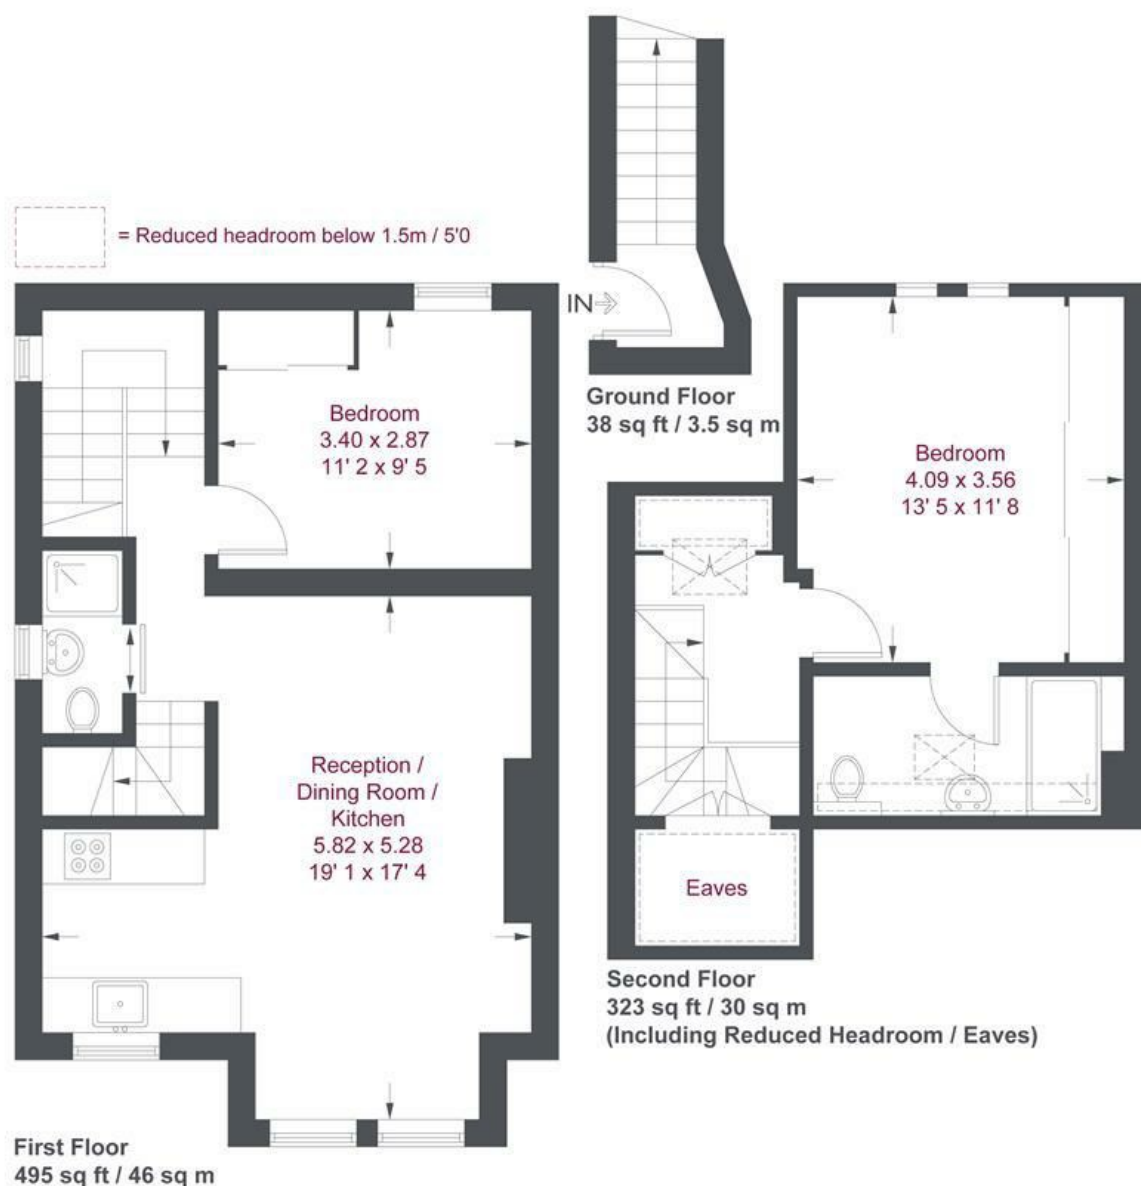 = Reduced headroom below 1.5m / 5'0
IN
Ground Floor
38 sq ft / 3.5 sq m
Bedroom
3.40 x 2.87
11' 2 x 9' 5
Bedroom
4.09 x 3.56
13' 5 x 11' 8
Reception /
Dining Room /
Kitchen
5.82 x 5.28
19' 1 x 17' 4
Eaves
Second Floor
323 sq ft / 30 sq m
(Including Reduced Headroom / Eaves)
First Floor
495 sq ft / 46 sq m